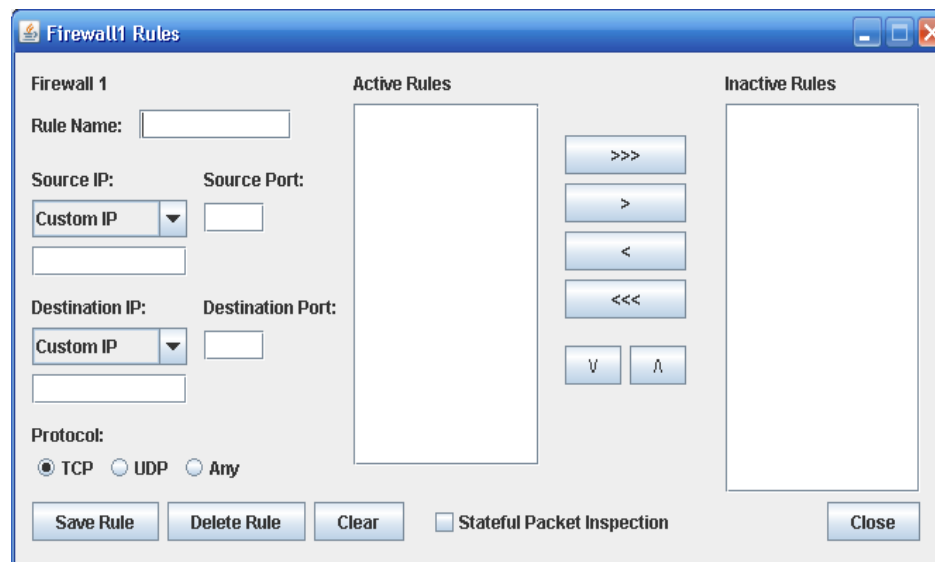 Firewall1 Rules
Firewall 1
Active Rules
Inactive Rules
Rule Name:
>>>
Source IP:
Source Port:
>
Custom IP
<
<<<
Destination IP:
Destination Port:
Custom IP
V
Λ
Protocol:
TCP
UDP
Any
Save Rule
Delete Rule
Clear
Stateful Packet Inspection
Close